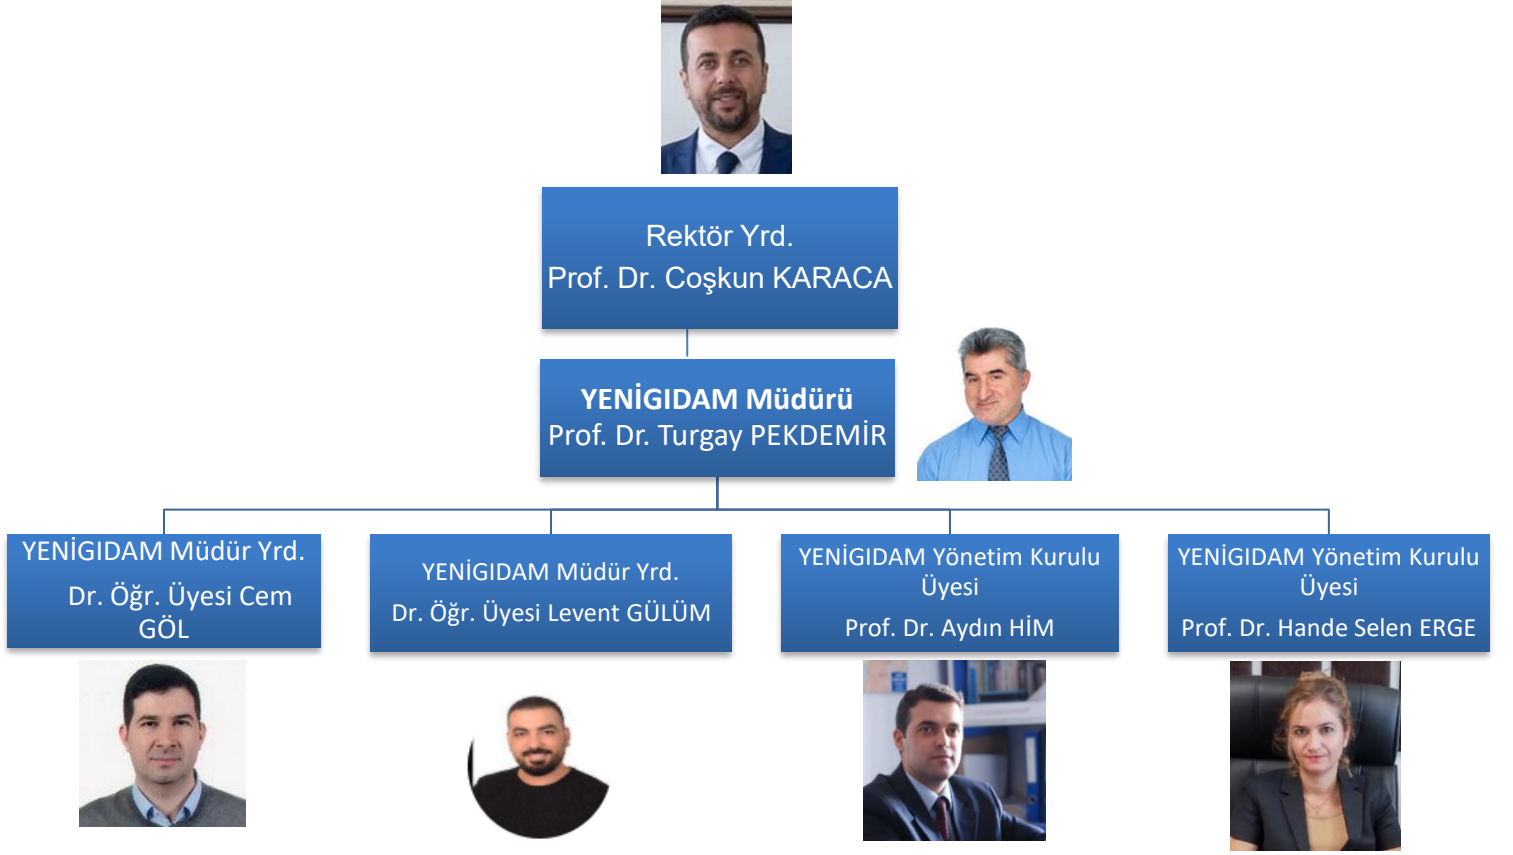 Rektör Yrd.
Prof. Dr. Coşkun KARACA
YENİGIDAM Müdürü
Prof. Dr. Turgay PEKDEMİR
YENİGIDAM Müdür Yrd.
Dr. Öğr. Üyesi Cem
GÖL
YENİGIDAM Müdür Yrd.
Dr. Öğr. Üyesi Levent GÜLÜM
YENİGIDAM Yönetim Kurulu
Üyesi
Prof. Dr. Aydın HİM
YENİGIDAM Yönetim Kurulu
Üyesi
Prof. Dr. Hande Selen ERGE